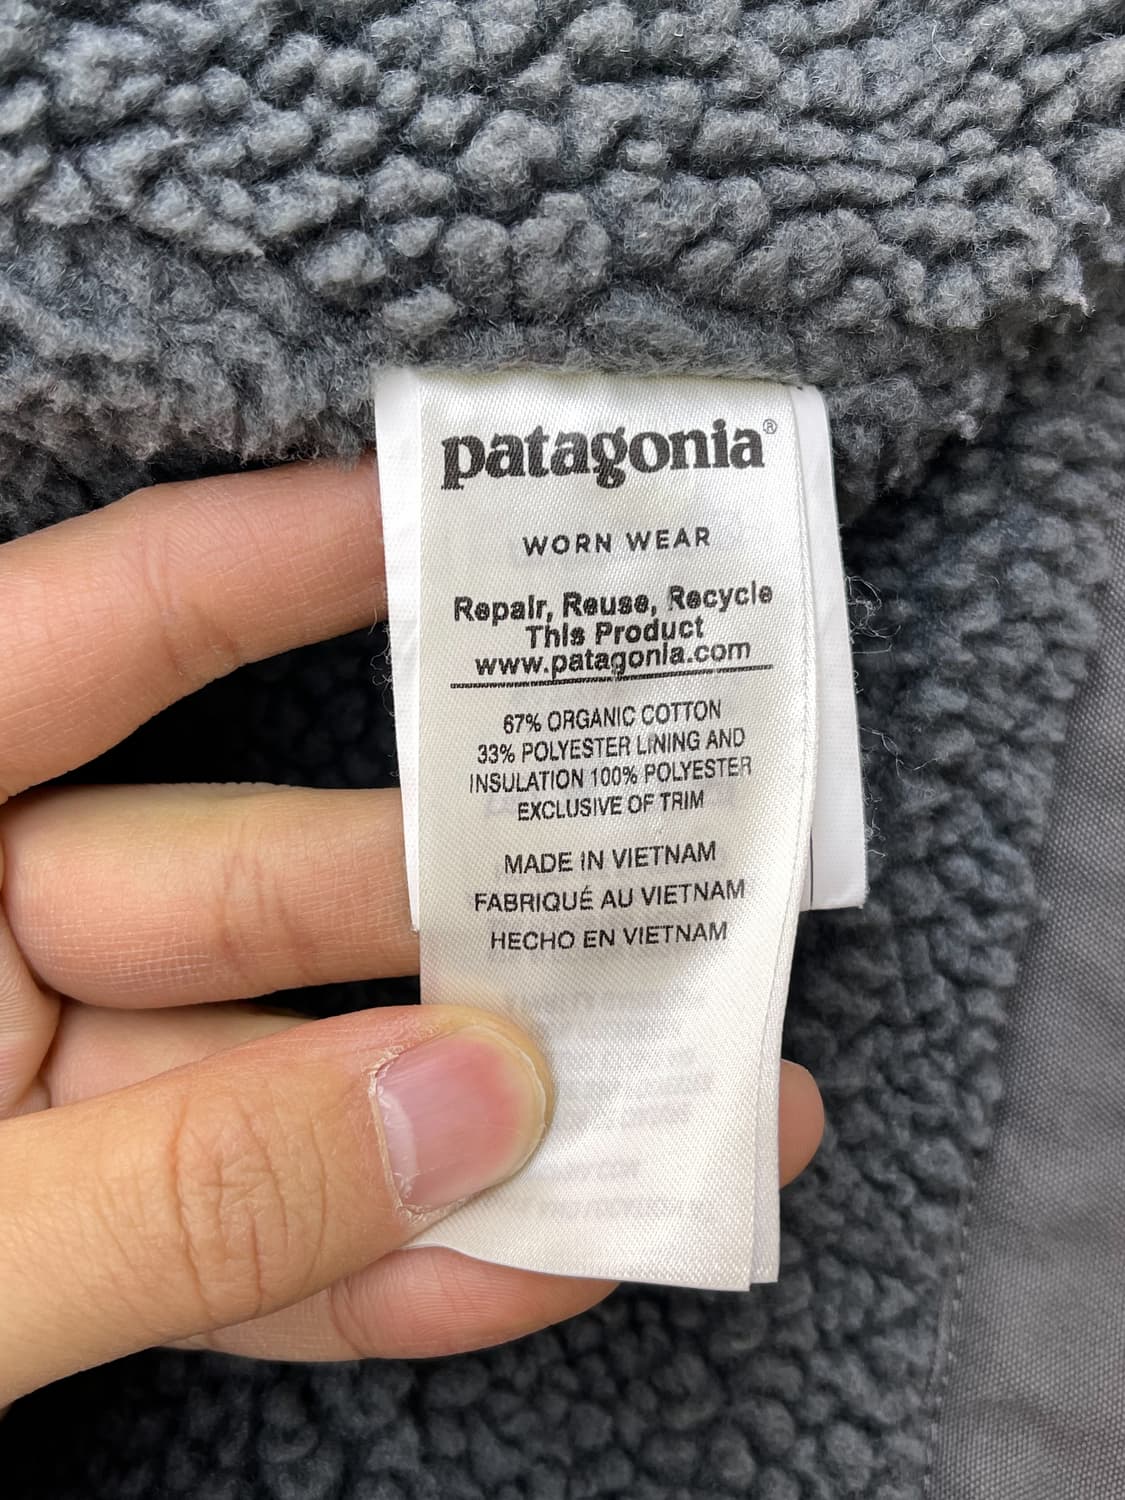 patagonia®
WORN WEAR
Repair, Reuse, Recycle
This Product
www.patagonia.com
67% ORGANIC COTTON
33% POLYESTER LINING AND
INSULATION 100% POLYESTER
EXCLUSIVE OF TRIM
MADE IN VIETNAM
FABRIQUÉ AU VIETNAM
HECHO EN VIETNAM